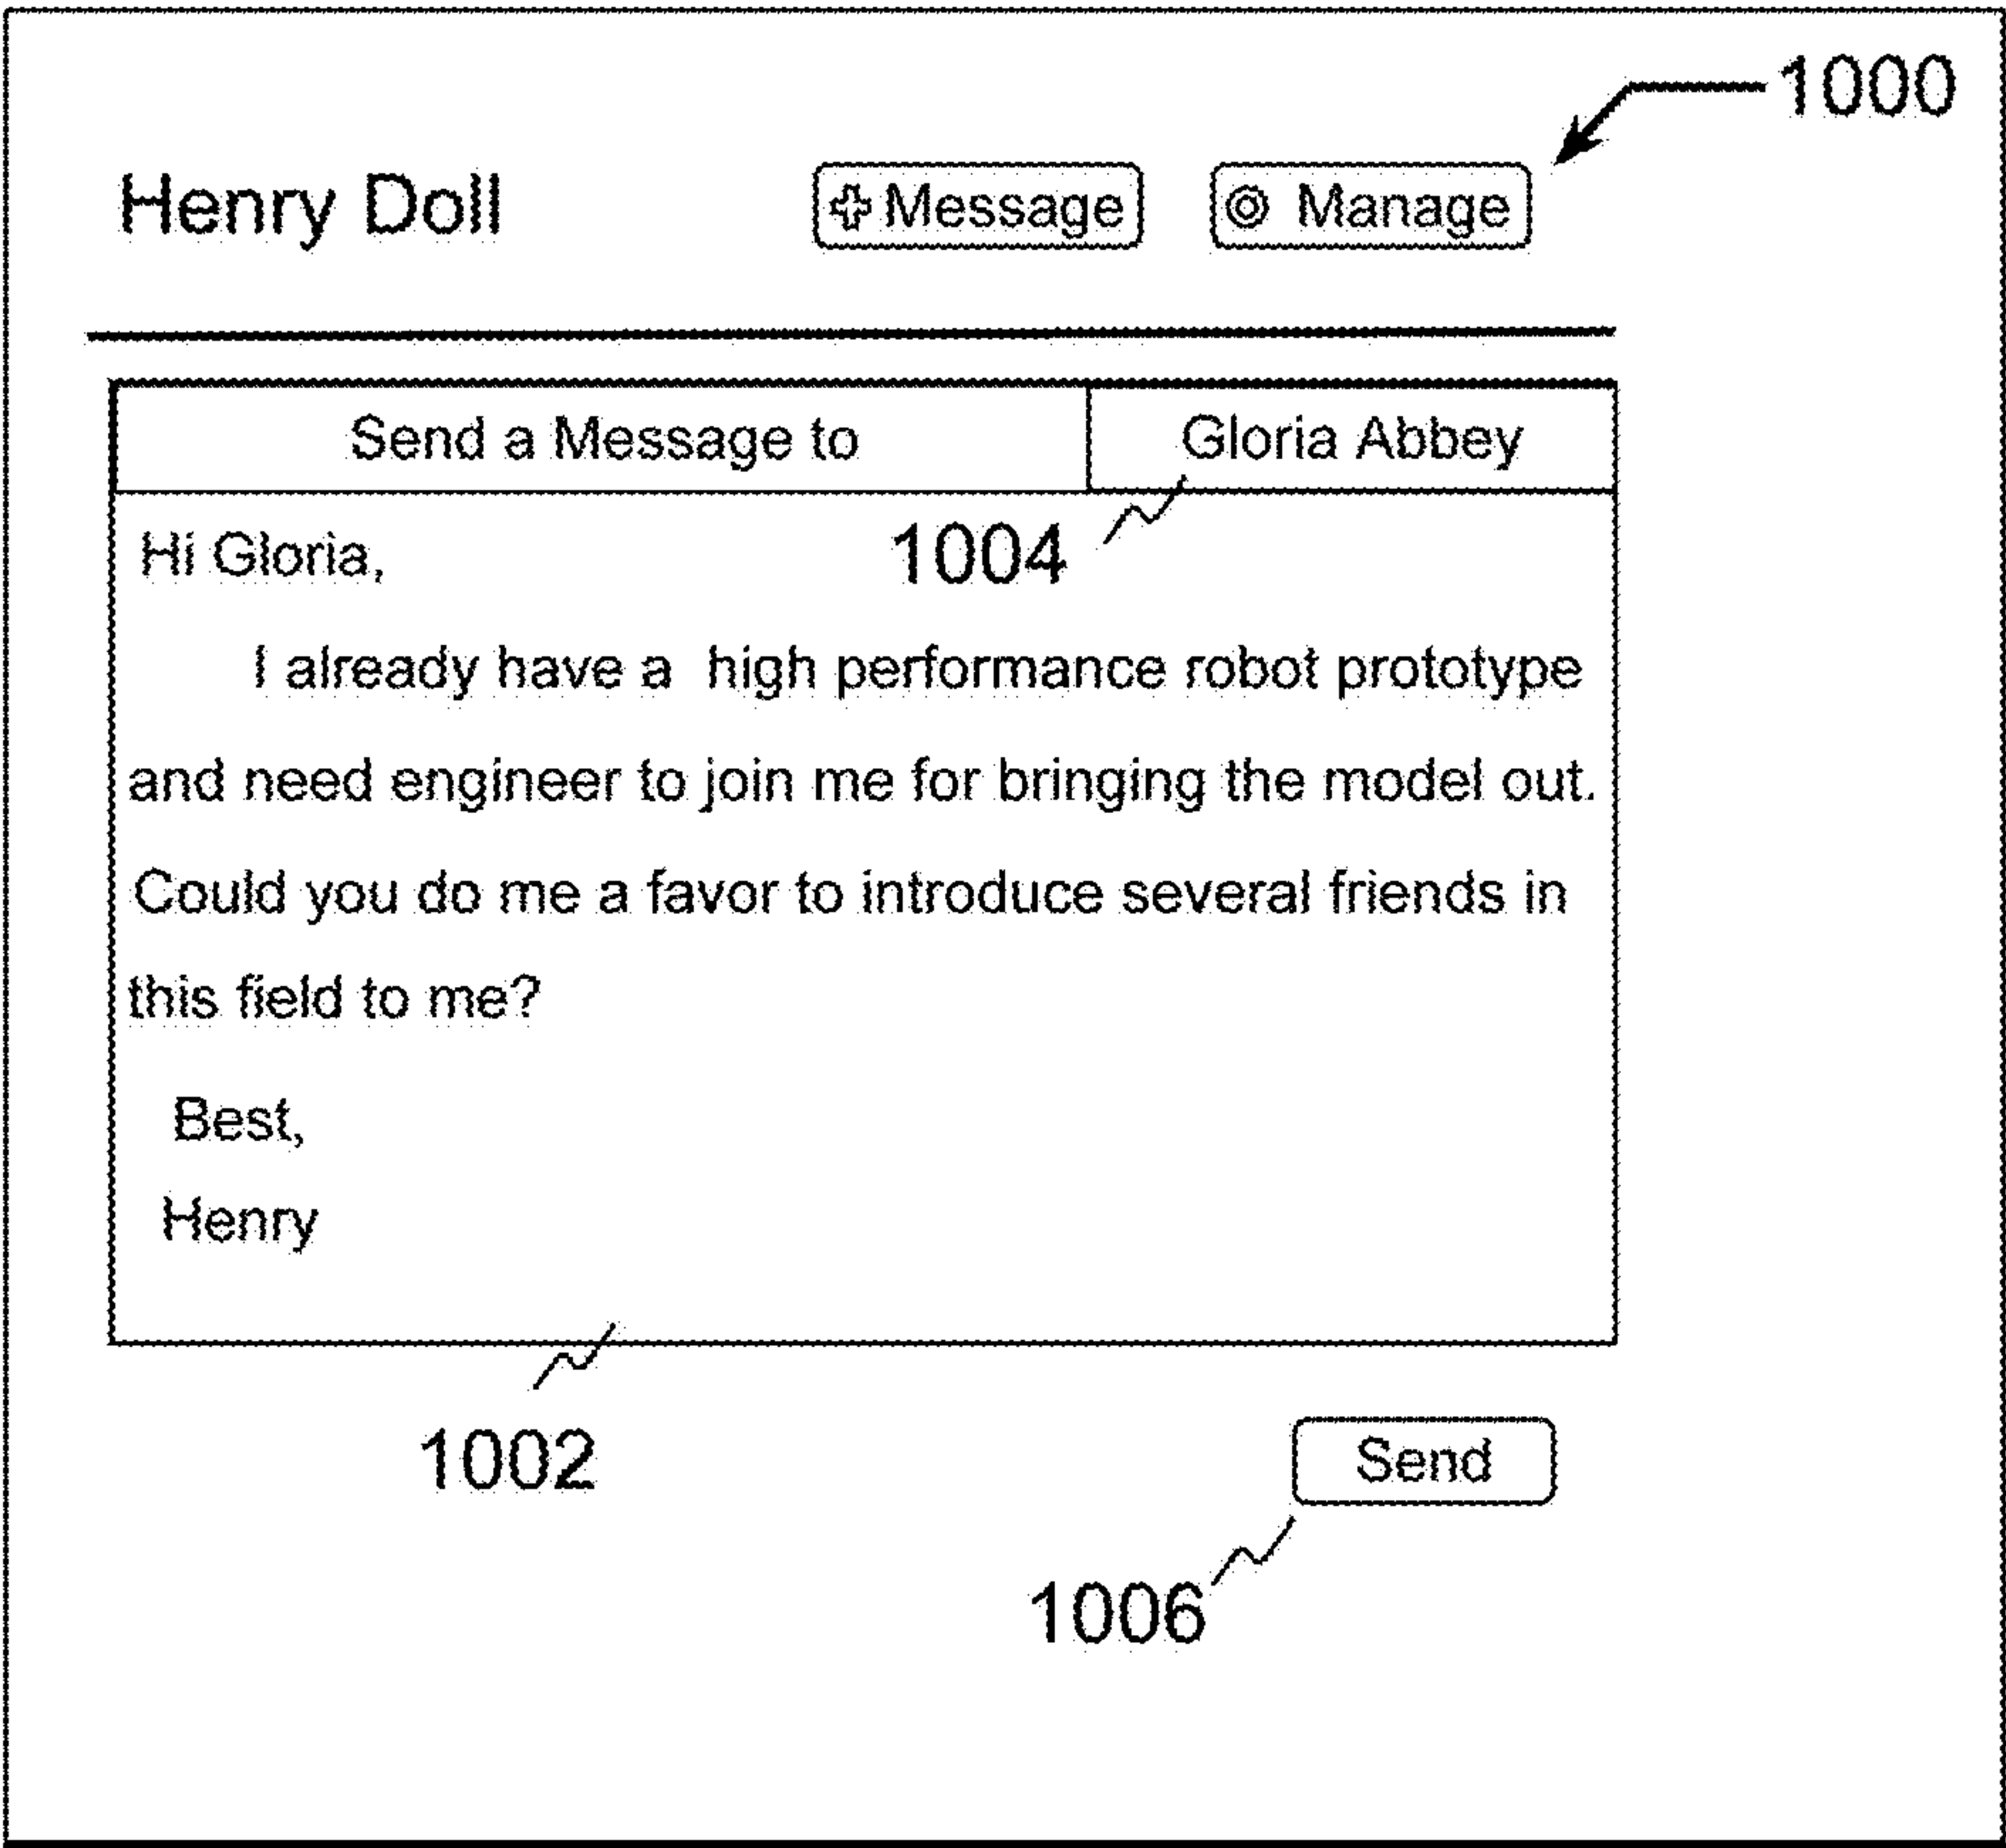 1000
Henry Doll Message Manage
Send a Message to Gloria Abbey
Hi Gloria, 1004
I already have a high performance robot prototype
and need engineer to join me for bringing the model out.
Could you do me a favor to introduce several friends in
this field to me?
Best,
Henry
1002
Send
1006